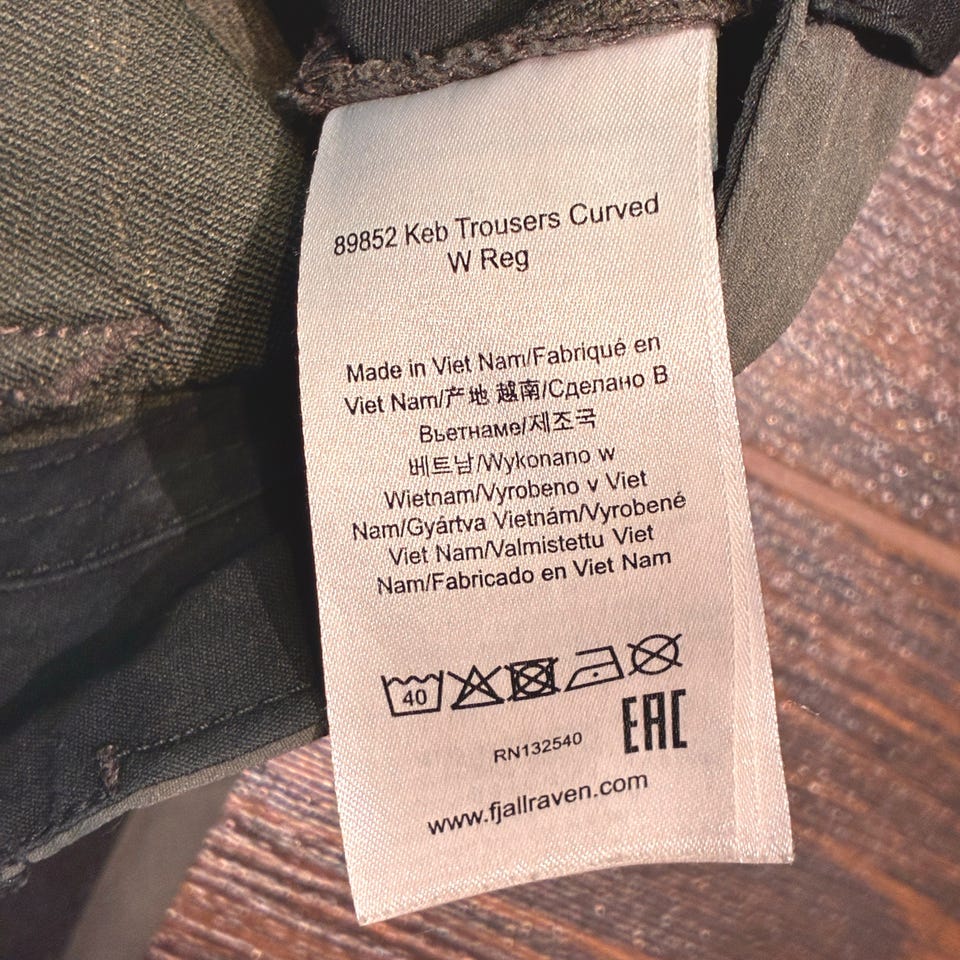 89852 Keb Trousers Curved
W Reg
Made in Viet Nam/Fabriqué en
Viet Nam/产地 越南/Сделано В
Вьетнаме/제조국
베트남/Wykonano w
Wietnam/Vyrobeno v Viet
Nam/Gyártva Vietnám/Vyrobené
Viet Nam/Valmistettu Viet
Nam/Fabricado en Viet Nam
40
EAC
RN132540
www.fjallraven.com